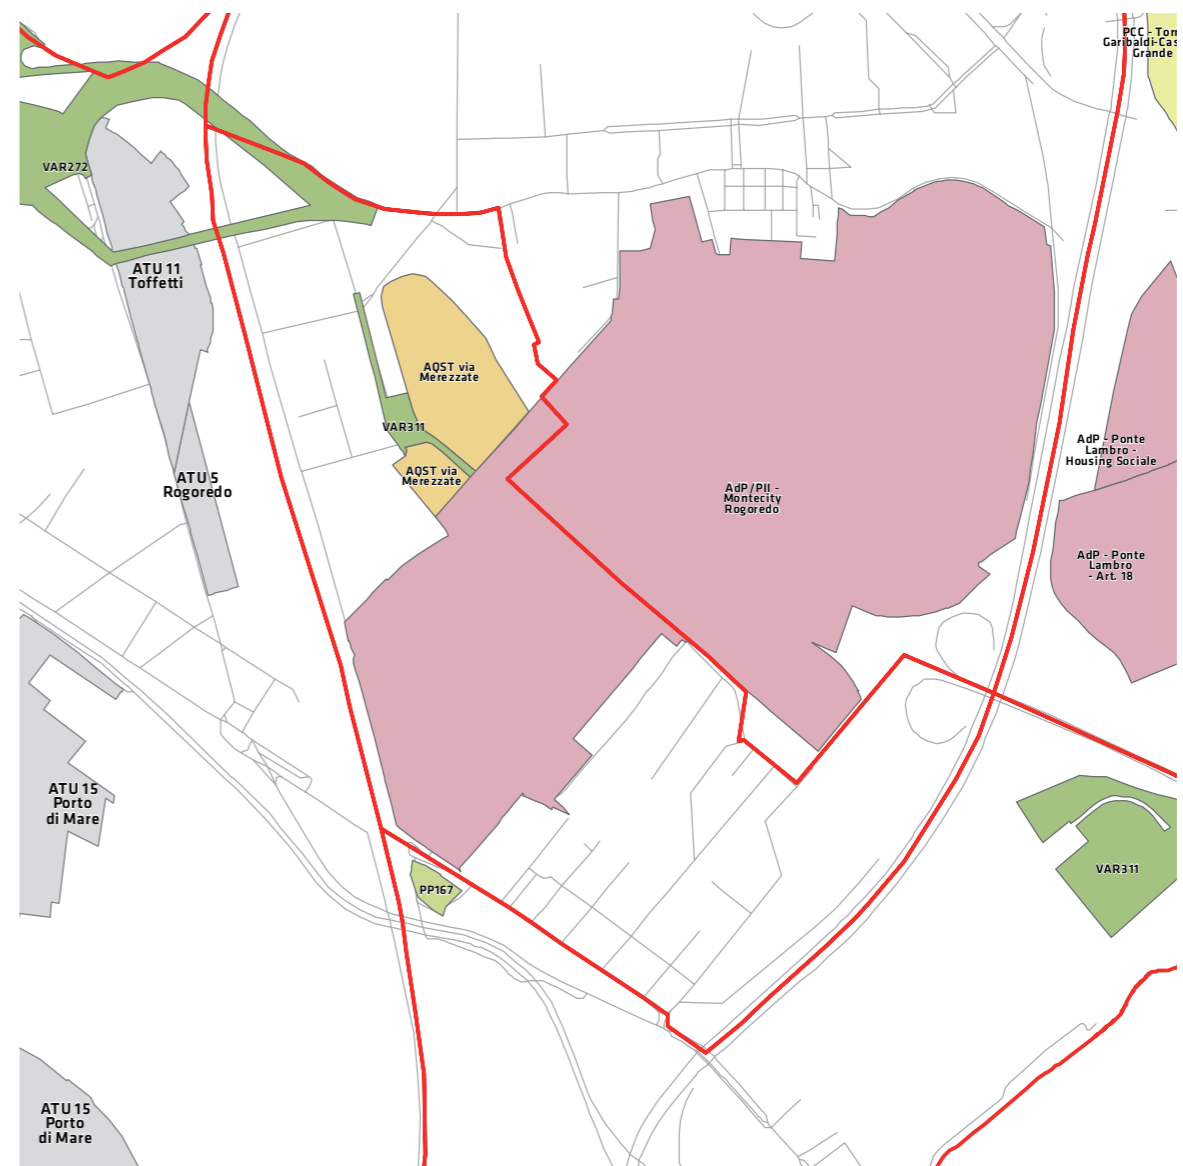 PCC - Torri
Garibaldi-Cas
Grande
VAR272
ATU 11
Toffetti
AQST via
Merezzate
VAR311
AQST via
Merezzate
ATU 5
Rogoredo
AdP/PII -
Montecity
Rogoredo
AdP - Ponte
Lambro -
Housing Sociale
AdP - Ponte
Lambro
- Art. 18
ATU 15
Porto
di Mare
VAR311
PP167
ATU 15
Porto
di Mare